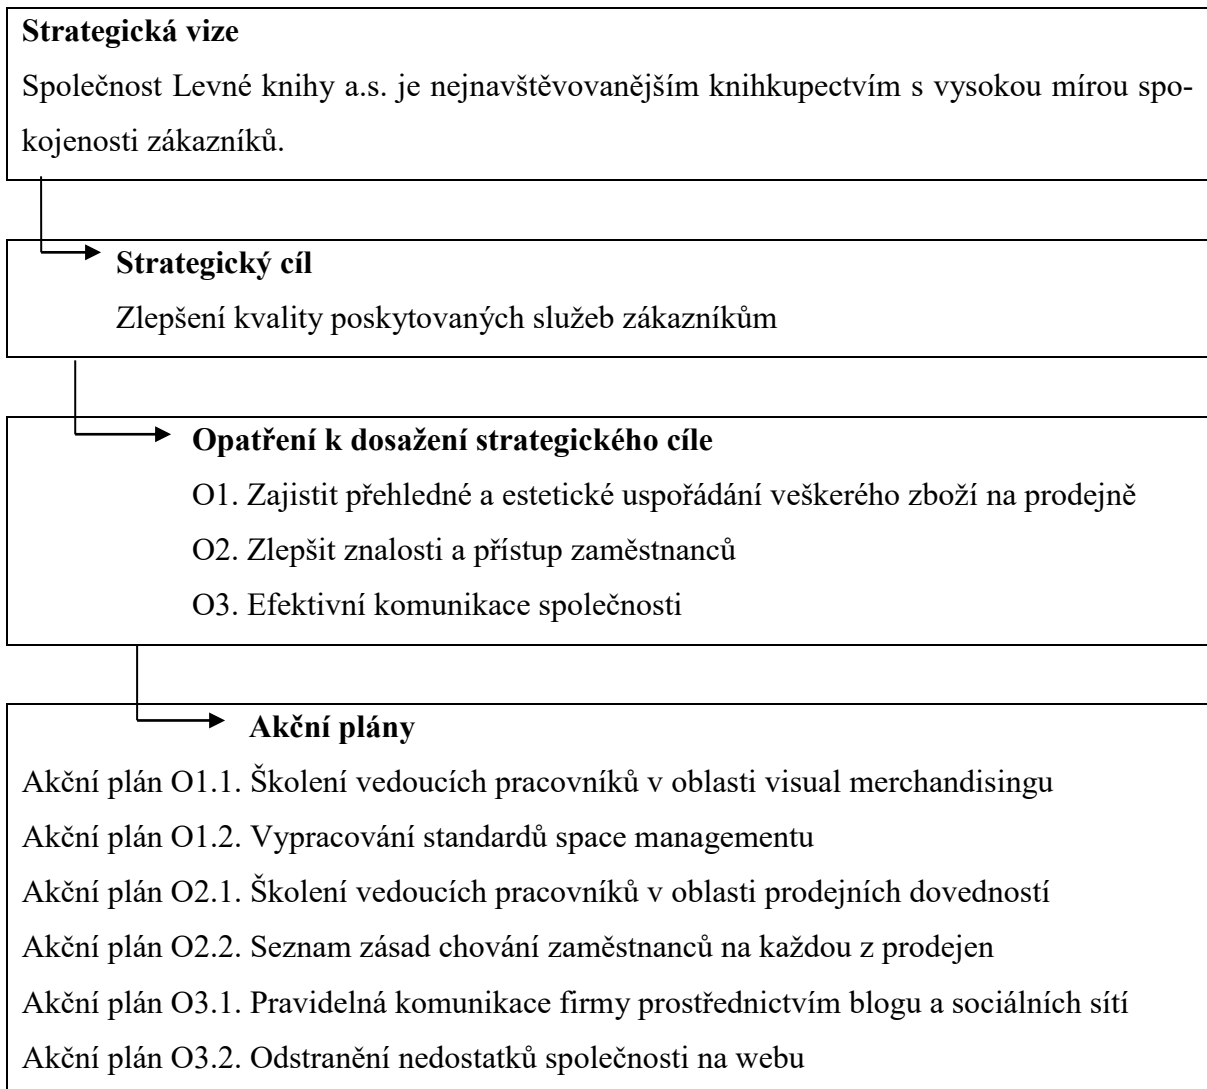 Strategická vize
Společnost Levné knihy a.s. je nejnavštěvovanějším knihkupectvím s vysokou mírou spo-
kojenosti zákazníků.
Strategický cíl
Zlepšení kvality poskytovaných služeb zákazníkům
Opatření k dosažení strategického cíle
O1. Zajistit přehledné a estetické uspořádání veškerého zboží na prodejně
O2. Zlepšit znalosti a přístup zaměstnanců
O3. Efektivní komunikace společnosti
Akční plány
Akční plán O1.1. Školení vedoucích pracovníků v oblasti visual merchandisingu
Akční plán O1.2. Vypracování standardů space managementu
Akční plán O2.1. Školení vedoucích pracovníků v oblasti prodejních dovedností
Akční plán O2.2. Seznam zásad chování zaměstnanců na každou z prodejen
Akční plán O3.1. Pravidelná komunikace firmy prostřednictvím blogu a sociálních sítí
Akční plán O3.2. Odstranění nedostatků společnosti na webu